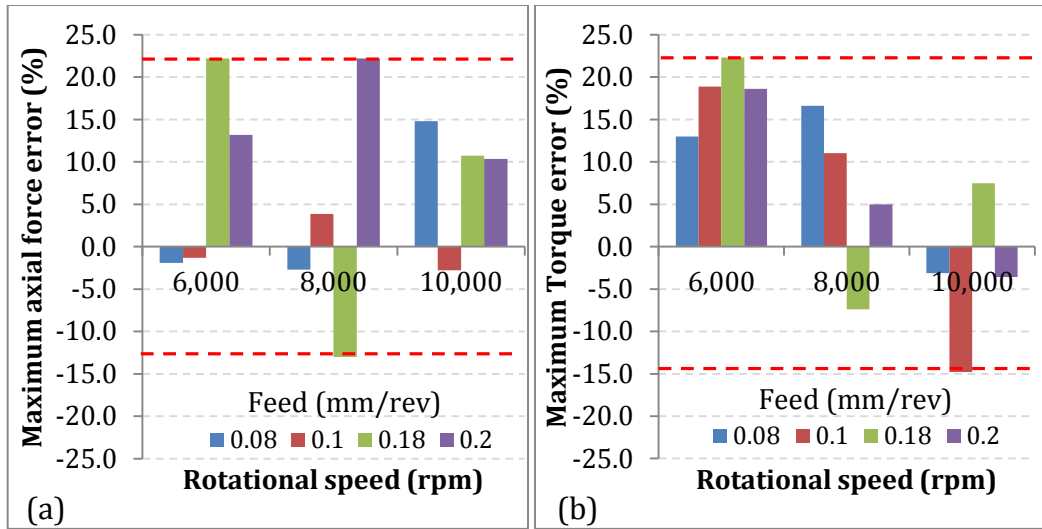 Maximum axial force error (%)
25.0
20.0
15.0
10.0
5.0
0.0
-5.0
-10.0
-15.0
-20.0
-25.0
6,000 8,000 10,000
Feed (mm/rev)
0.08 0.1 0.18 0.2
Rotational speed (rpm)
(a)
Maximum Torque error (%)
25.0
20.0
15.0
10.0
5.0
0.0
-5.0
-10.0
-15.0
-20.0
-25.0
6,000 8,000 10,000
Feed (mm/rev)
0.08 0.1 0.18 0.2
Rotational speed (rpm)
(b)